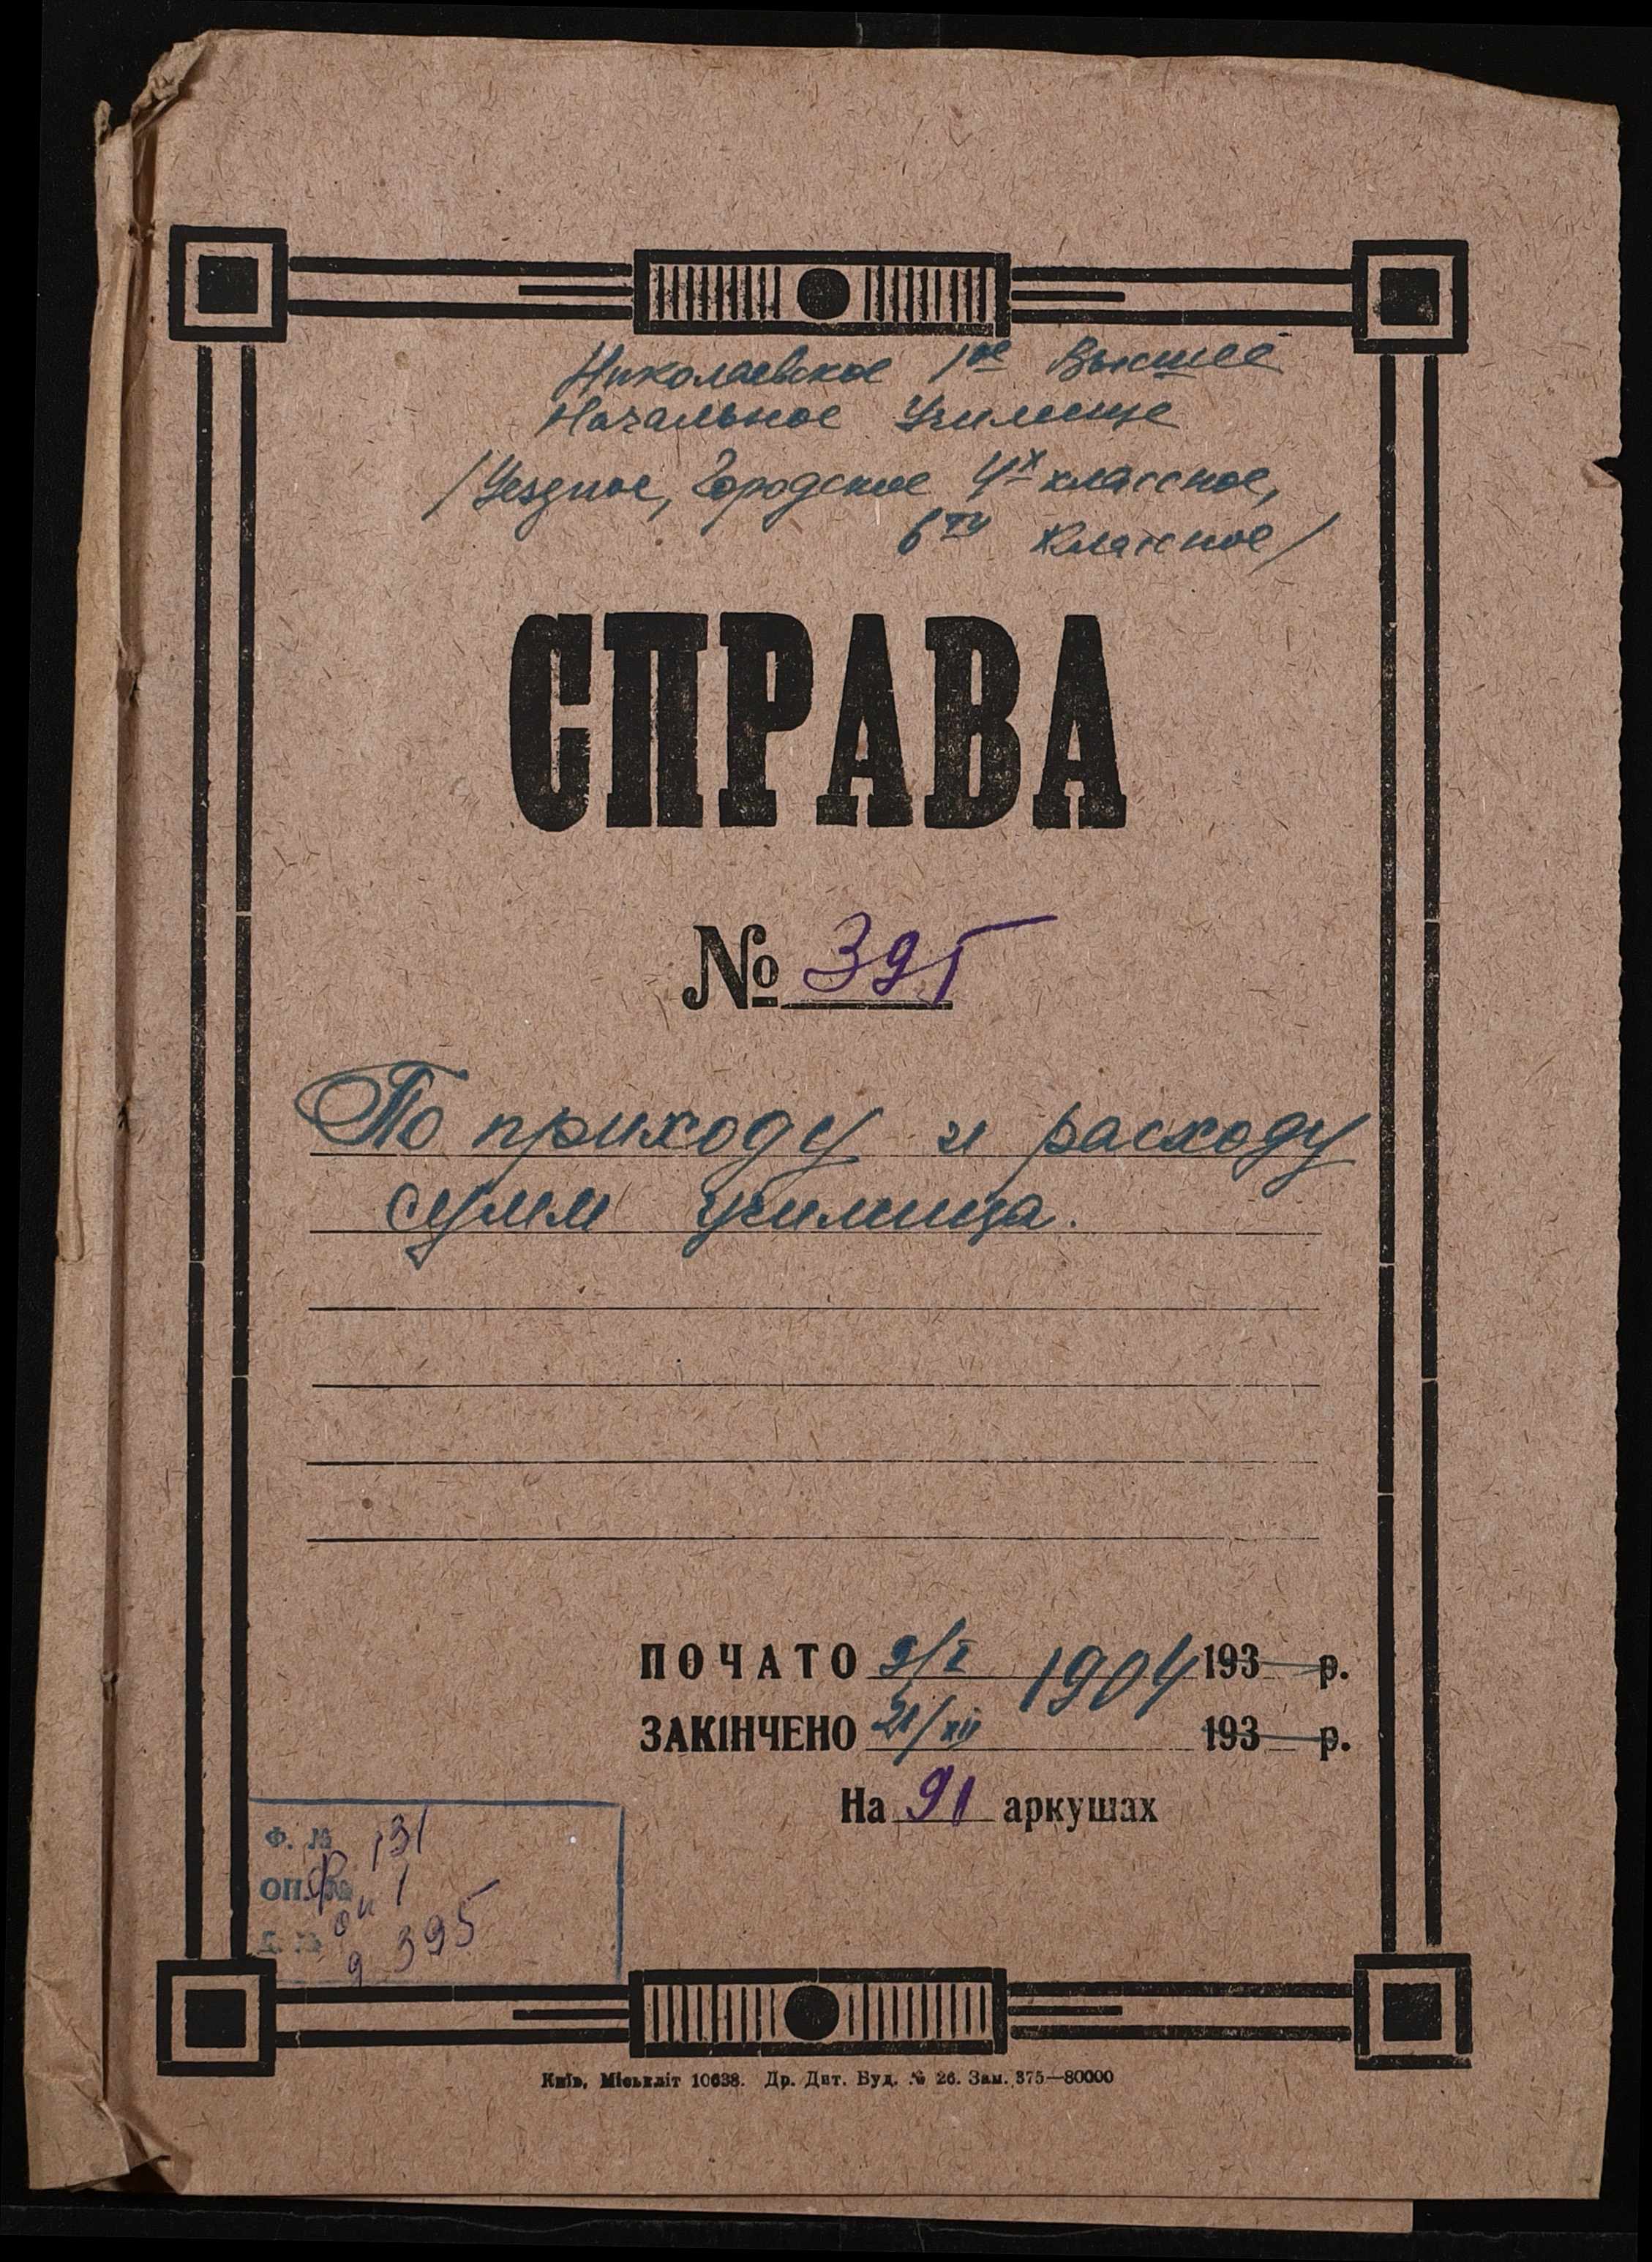 Николаевское 1ое Высшее
Начальное Училище
/Уездное, Городское 4х классное,
6ти Классное/
СПРАВА
№ 395
По приходу и расходу
сумм училища.
ПОЧАТО 9/I 1904 193 р.
ЗАКІНЧЕНО 21/XII 193 р.
На 91 аркушах
Ф. № 131
ОП. № 1
Ф
оп
д 395
Київ, Міськліт 10638. Др. Дит. Буд. № 26. Зам. 375—80000